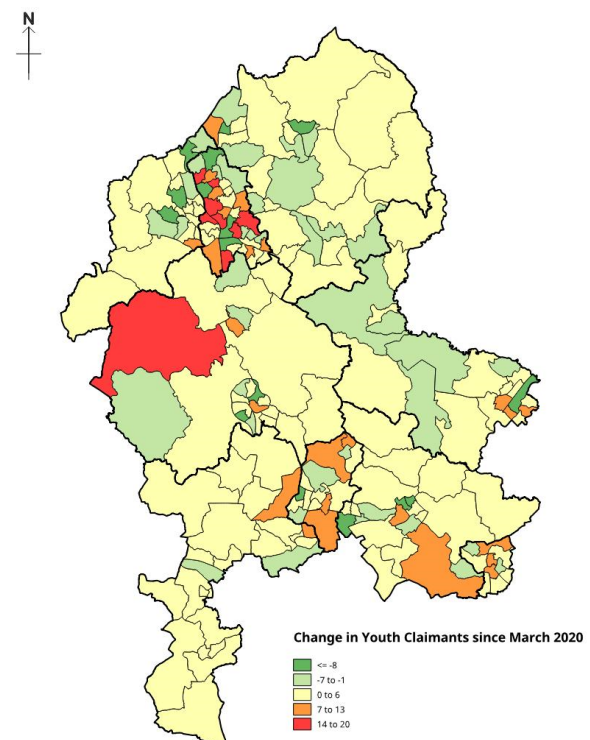 N
Change in Youth Claimants since March 2020
<= -8
-7 to -1
0 to 6
7 to 13
14 to 20